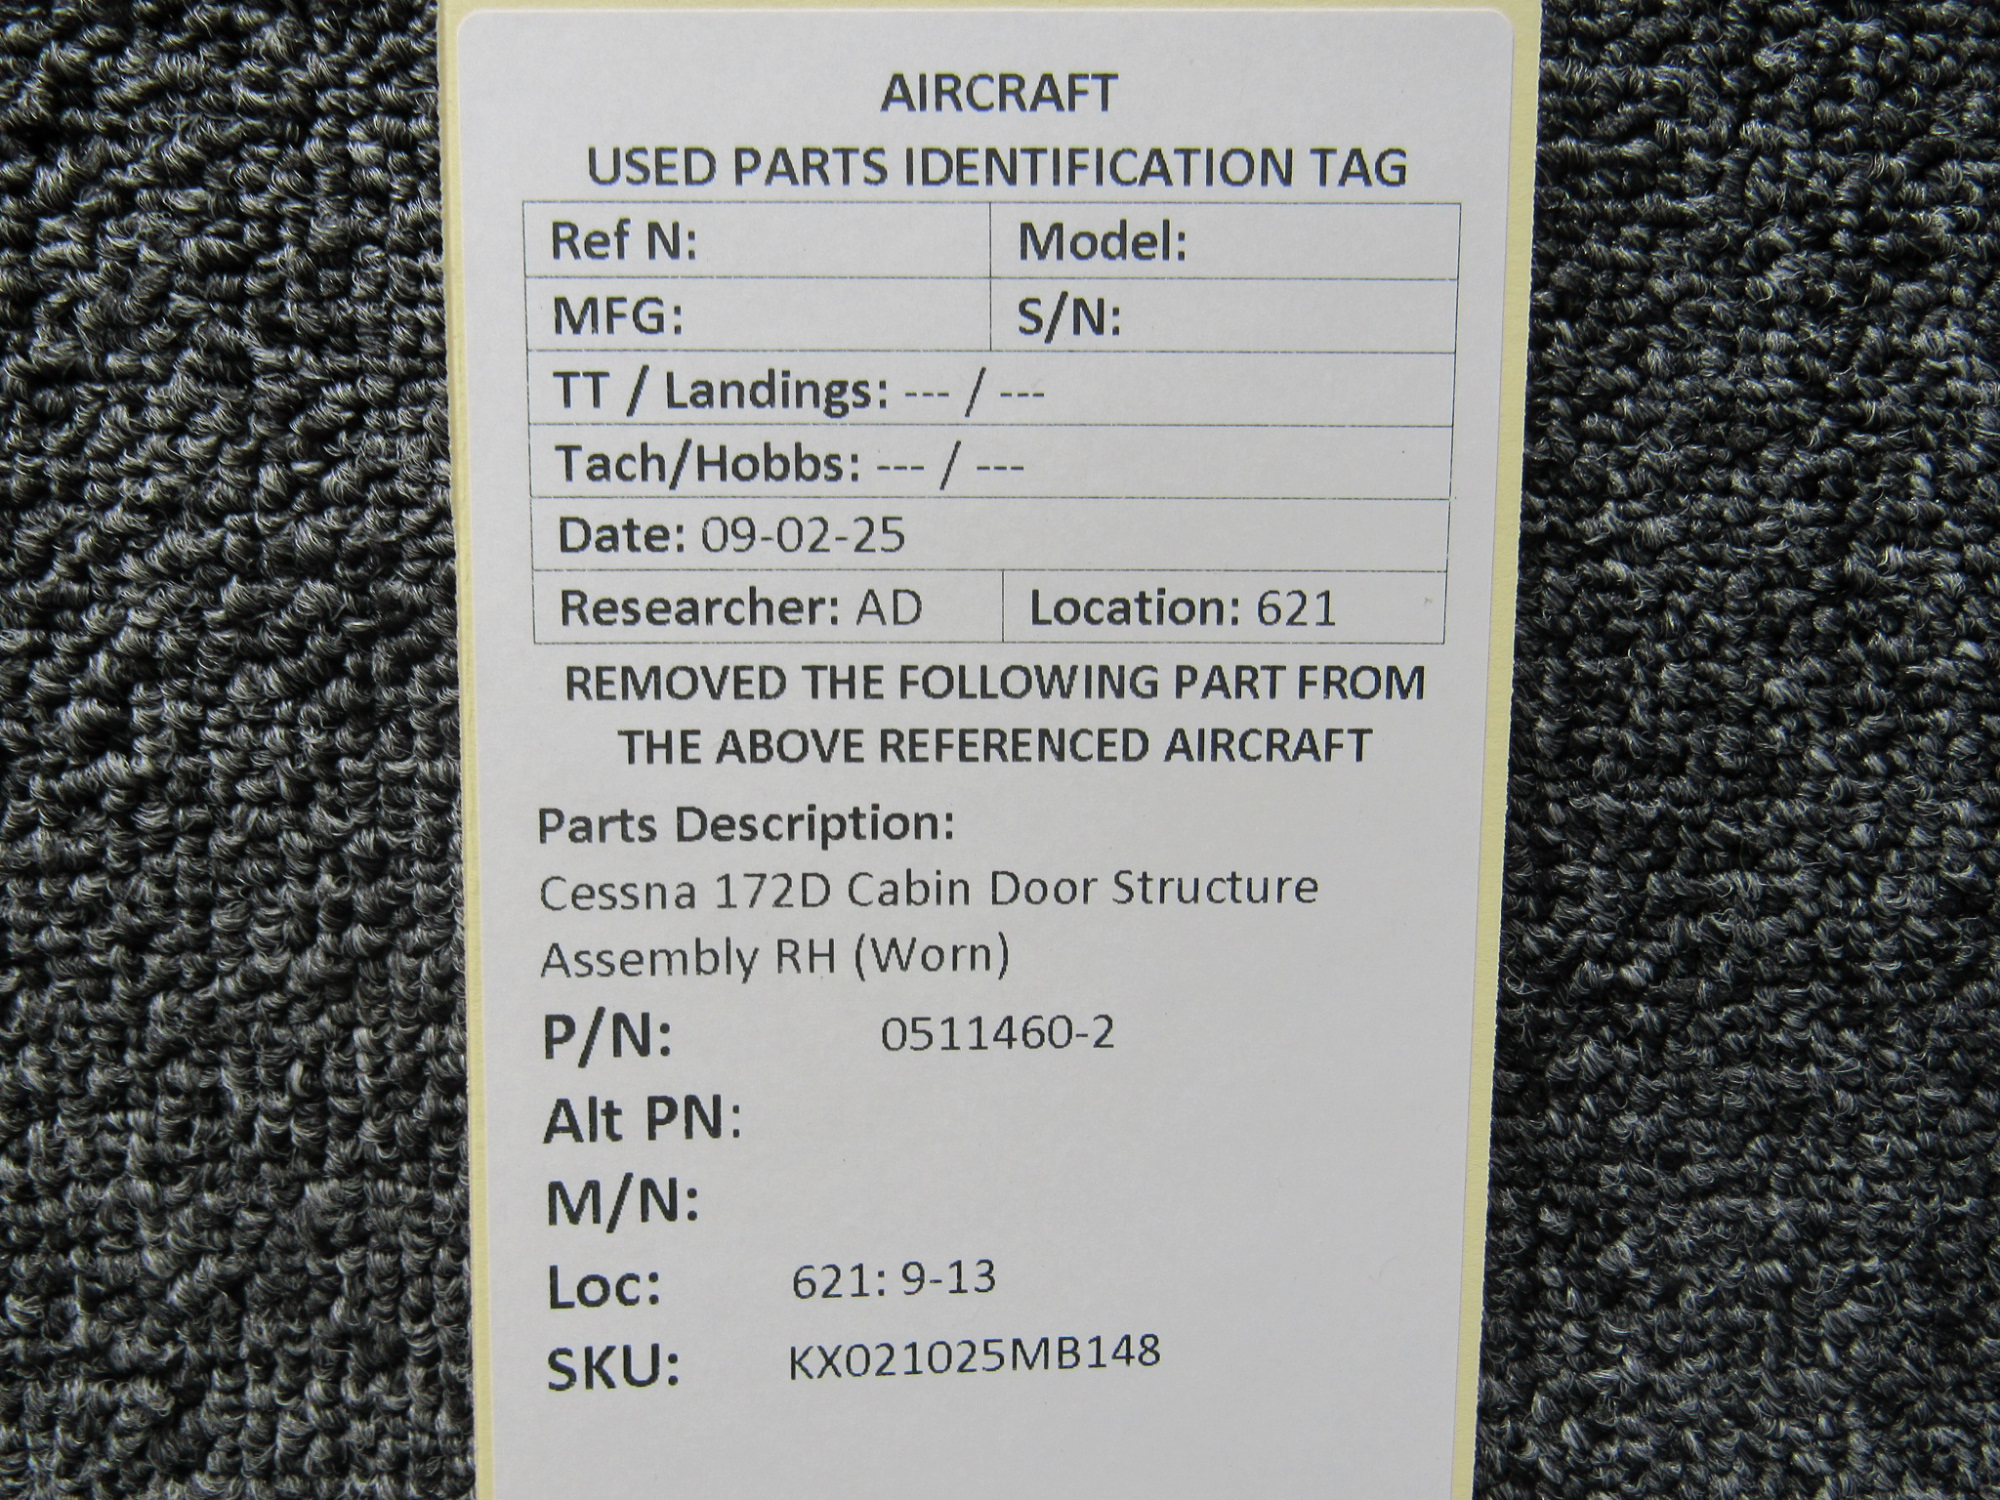 AIRCRAFT
USED PARTS IDENTIFICATION TAG
Ref N: Model:
MFG: S/N:
TT / Landings: --- / ---
Tach/Hobbs: --- / ---
Date: 09-02-25
Researcher: AD Location: 621
REMOVED THE FOLLOWING PART FROM
THE ABOVE REFERENCED AIRCRAFT
Parts Description:
Cessna 172D Cabin Door Structure
Assembly RH (Worn)
P/N: 0511460-2
Alt PN:
M/N:
Loc: 621: 9-13
SKU: KX021025MB148